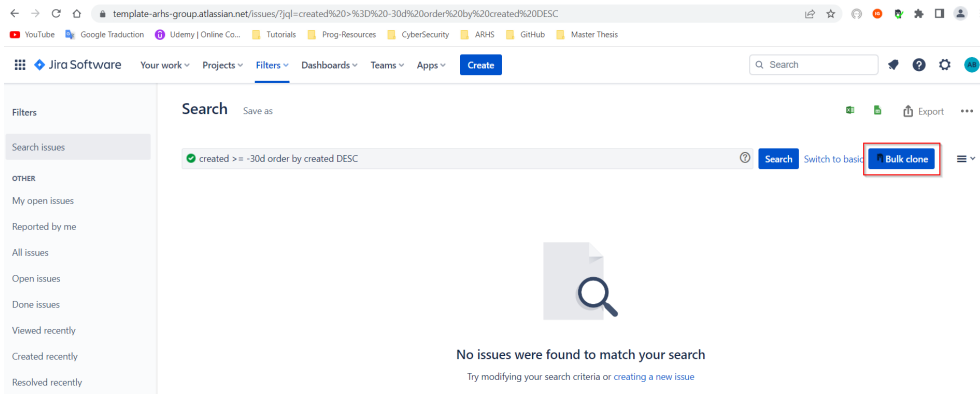 template-arhs-group.atlassian.net/issues/?jql=created%20>%3D%20-30d%20order%20by%20created%20DESC
YouTube Google Traduction Udemy | Online Co... Tutorials Prog-Resources CyberSecurity ARHS GitHub Master Thesis
Jira Software Your work Projects Filters Dashboards Teams Apps Create Search AB
Filters
Search Save as Export
Search issues
created >= -30d order by created DESC Search Switch to basic Bulk clone
OTHER
My open issues
Reported by me
All issues
Open issues
Done issues
Viewed recently
Created recently
Resolved recently
No issues were found to match your search
Try modifying your search criteria or creating a new issue